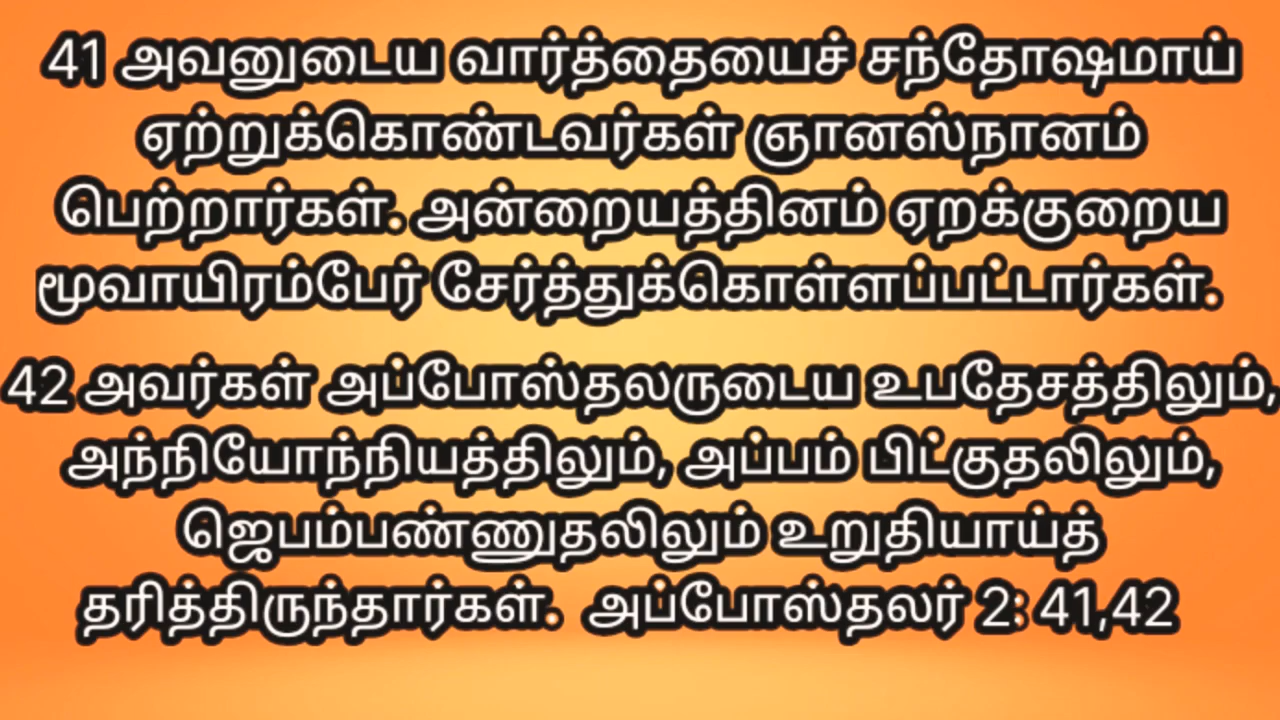 41 அவனுடைய வார்த்தையைச் சந்தோஷமாய்
ஏற்றுக்கொண்டவர்கள் ஞானஸ்நானம்
பெற்றார்கள். அன்றையத்தினம் ஏறக்குறைய
மூவாயிரம்பேர் சேர்த்துக்கொள்ளப்பட்டார்கள்.
42 அவர்கள் அப்போஸ்தலருடைய உபதேசத்திலும்,
அந்நியோந்நியத்திலும், அப்பம் பிட்குதலிலும்,
ஜெபம்பண்ணுதலிலும் உறுதியாய்த்
தரித்திருந்தார்கள். அப்போஸ்தலர் 2: 41,42